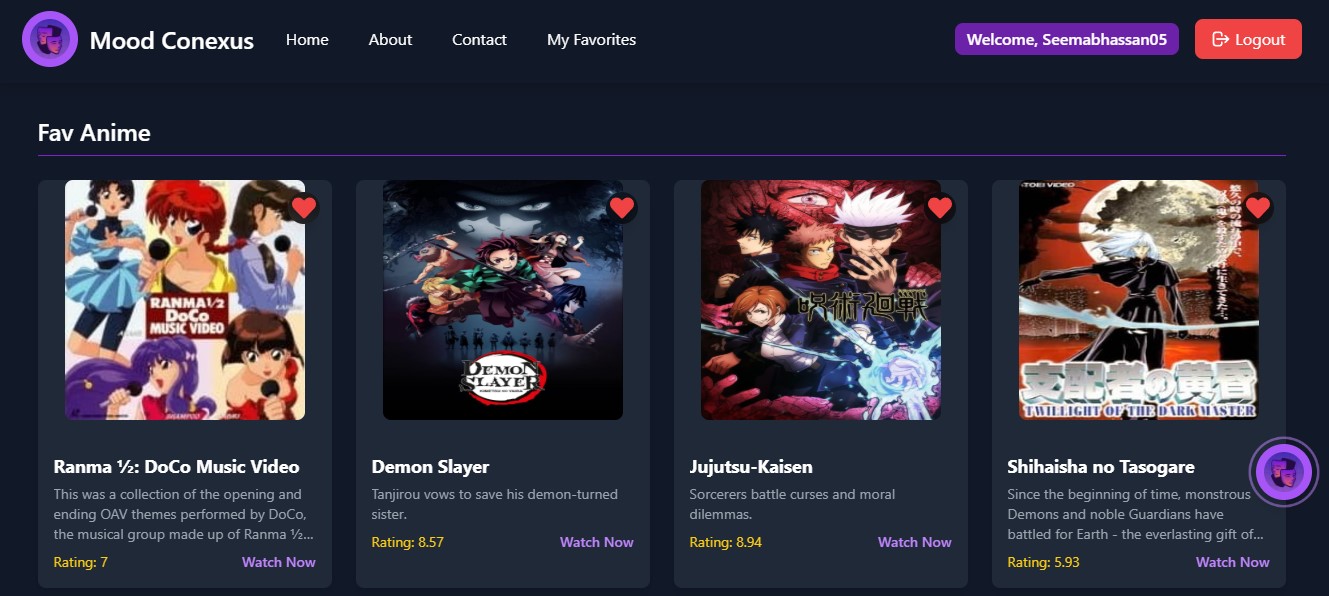 Mood Conexus
Home
About
Contact
My Favorites
Welcome, Seemabhassan05
Logout
Fav Anime
RANMA½
DoCo
MUSIC VIDEO
SHAMPOO
Ranma ½: DoCo Music Video
This was a collection of the opening and
ending OAV themes performed by DoCo,
the musical group made up of Ranma ½...
Rating: 7
Watch Now
DEMON
SLAYER
Demon Slayer
Tanjirou vows to save his demon-turned
sister.
Rating: 8.57
Watch Now
呪術廻戦
Jujutsu-Kaisen
Sorcerers battle curses and moral
dilemmas.
Rating: 8.94
Watch Now
TOEI VIDEO
支配者の黄昏
TWILLIGHT OF THE DARK MASTER
Shihaisha no Tasogare
Since the beginning of time, monstrous
Demons and noble Guardians have
battled for Earth - the everlasting gift of...
Rating: 5.93
Watch Now